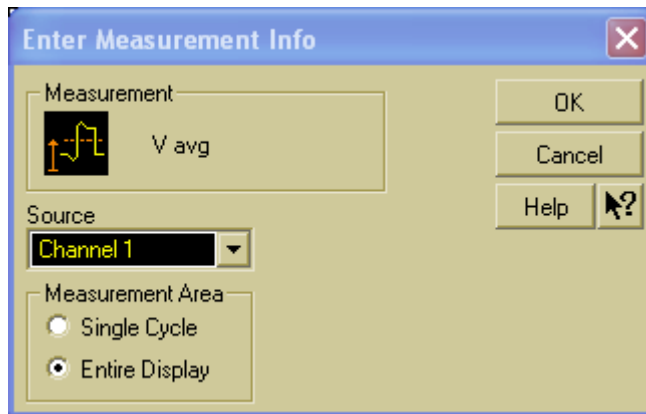 Enter Measurement Info
Measurement
V avg
OK
Cancel
Help
?
Source
Channel 1
Measurement Area
Single Cycle
Entire Display